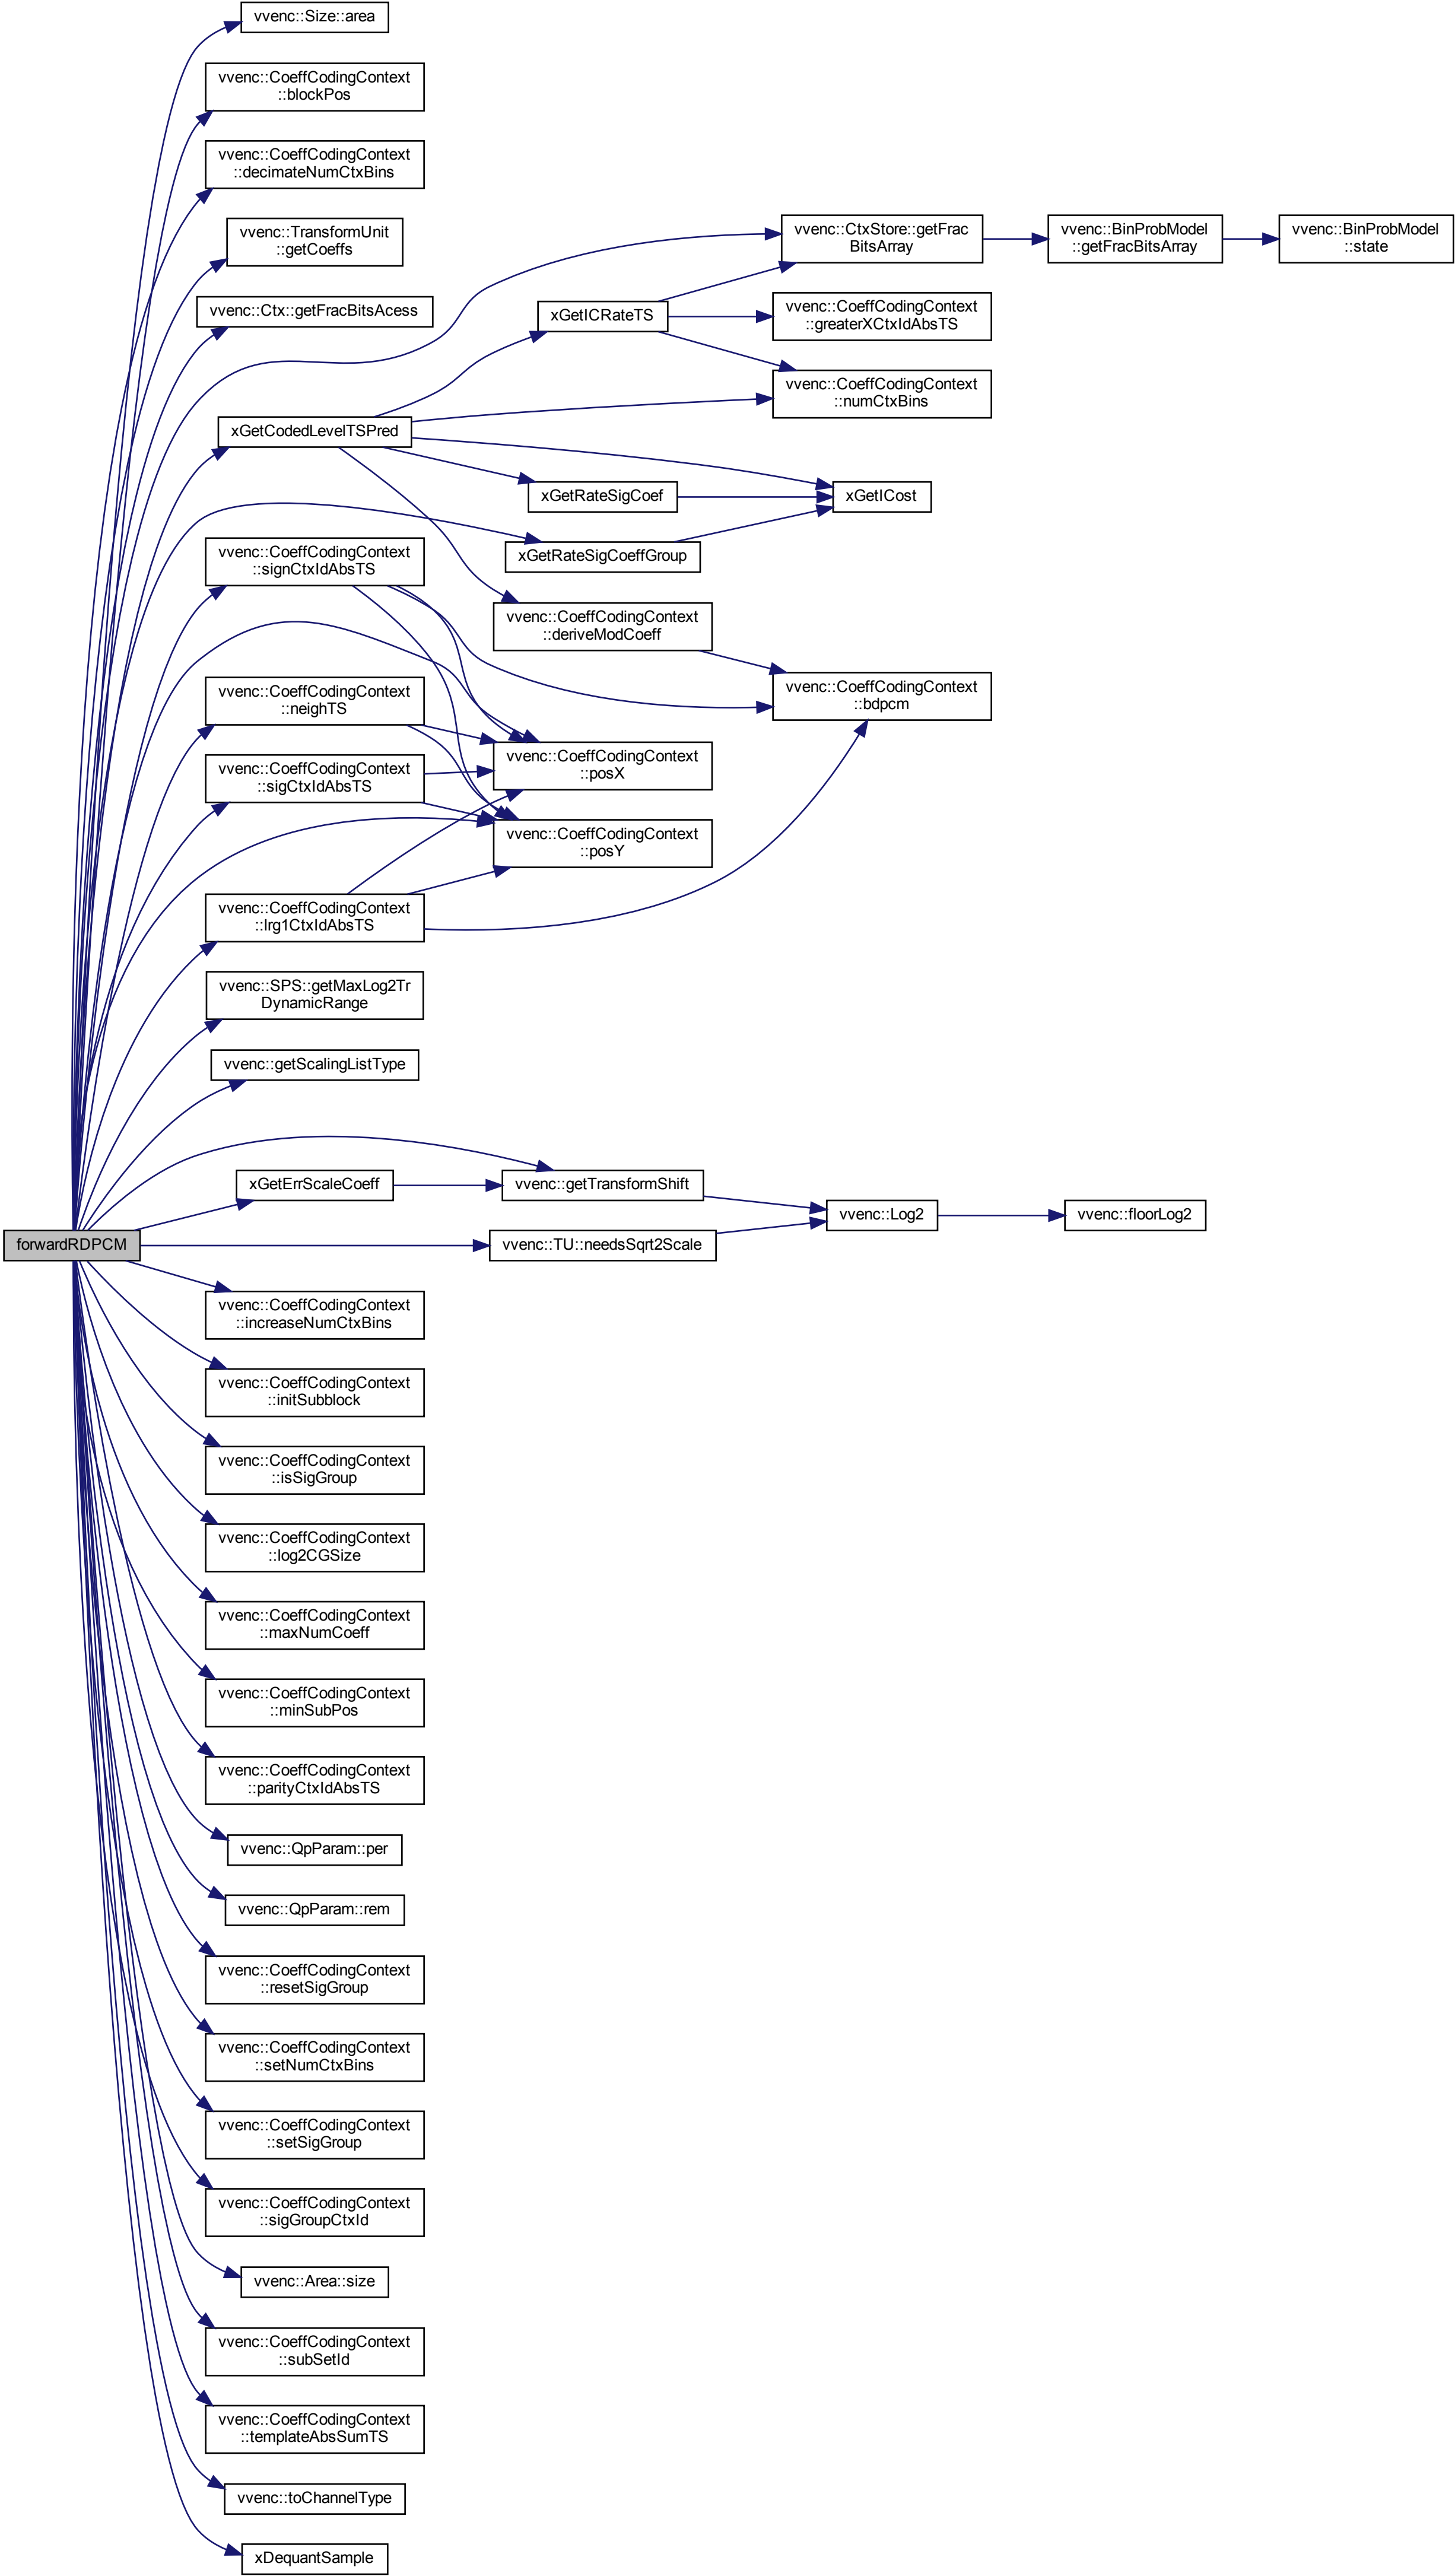 vvenc::Size::area
vvenc::CoeffCodingContext
::blockPos
vvenc::CoeffCodingContext
::decimateNumCtxBins
vvenc::TransformUnit
::getCoeffs
vvenc::CtxStore::getFrac
BitsArray
vvenc::BinProbModel
::getFracBitsArray
vvenc::BinProbModel
::state
vvenc::Ctx::getFracBitsAcess
xGetICRateTS
vvenc::CoeffCodingContext
::greaterXCtxIdAbsTS
vvenc::CoeffCodingContext
::numCtxBins
xGetCodedLevelTSPred
xGetRateSigCoef
xGetICost
xGetRateSigCoeffGroup
vvenc::CoeffCodingContext
::signCtxIdAbsTS
vvenc::CoeffCodingContext
::deriveModCoeff
vvenc::CoeffCodingContext
::bdpcm
vvenc::CoeffCodingContext
::neighTS
vvenc::CoeffCodingContext
::posX
vvenc::CoeffCodingContext
::sigCtxIdAbsTS
vvenc::CoeffCodingContext
::posY
vvenc::CoeffCodingContext
::lrg1CtxIdAbsTS
vvenc::SPS::getMaxLog2Tr
DynamicRange
vvenc::getScalingListType
xGetErrScaleCoeff
vvenc::getTransformShift
vvenc::Log2
vvenc::floorLog2
forwardRDPCM
vvenc::TU::needsSqrt2Scale
vvenc::CoeffCodingContext
::increaseNumCtxBins
vvenc::CoeffCodingContext
::initSubblock
vvenc::CoeffCodingContext
::isSigGroup
vvenc::CoeffCodingContext
::log2CGSize
vvenc::CoeffCodingContext
::maxNumCoeff
vvenc::CoeffCodingContext
::minSubPos
vvenc::CoeffCodingContext
::parityCtxIdAbsTS
vvenc::QpParam::per
vvenc::QpParam::rem
vvenc::CoeffCodingContext
::resetSigGroup
vvenc::CoeffCodingContext
::setNumCtxBins
vvenc::CoeffCodingContext
::setSigGroup
vvenc::CoeffCodingContext
::sigGroupCtxId
vvenc::Area::size
vvenc::CoeffCodingContext
::subSetId
vvenc::CoeffCodingContext
::templateAbsSumTS
vvenc::toChannelType
xDequantSample